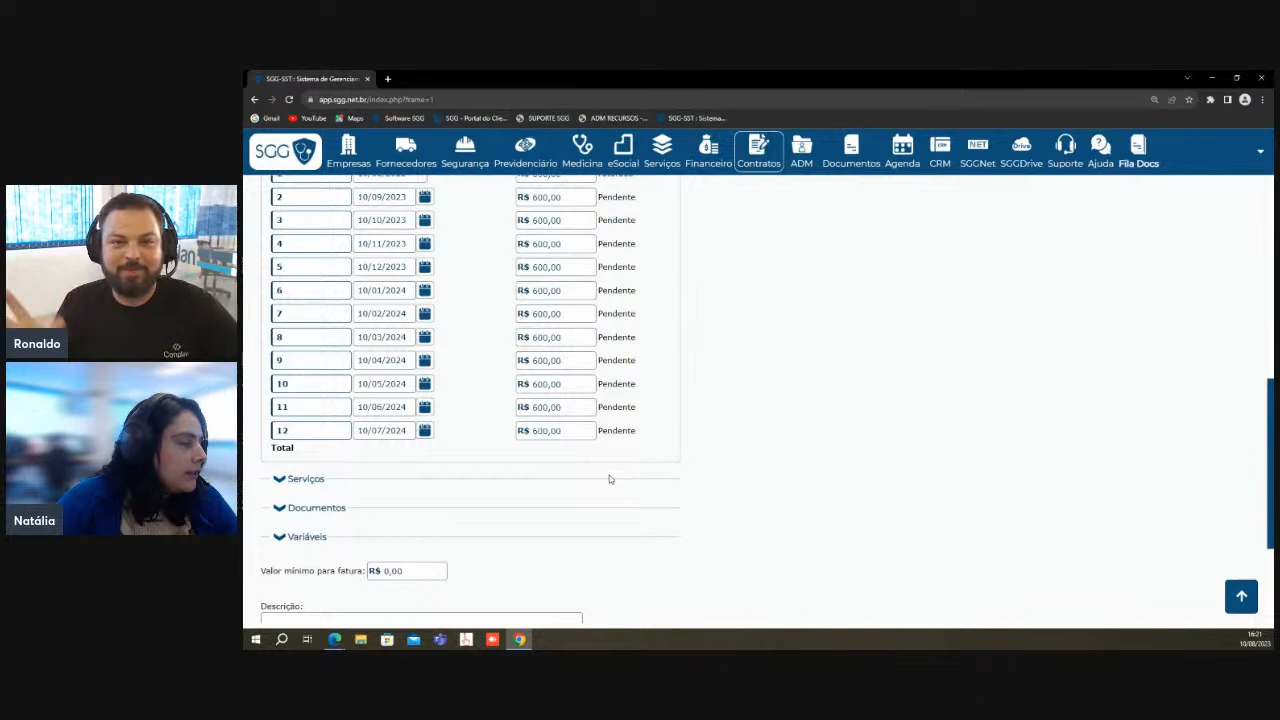 SGG-SST : Sistema de Gerenciam
app.sgg.net.br/index.php?frame=1
Gmail YouTube Maps Software SGG SGG - Portal do Clie... SUPORTE SGG ADM RECURSOS -... SGG-SST : Sistema...
SGG Empresas Fornecedores Segurança Previdenciário Medicina eSocial Serviços Financeiro Contratos ADM Documentos Agenda CRM SGGNet SGGDrive Suporte Ajuda Fila Docs
NET
Drive
2 10/09/2023 R$ 600,00 Pendente
3 10/10/2023 R$ 600,00 Pendente
4 10/11/2023 R$ 600,00 Pendente
5 10/12/2023 R$ 600,00 Pendente
6 10/01/2024 R$ 600,00 Pendente
7 10/02/2024 R$ 600,00 Pendente
8 10/03/2024 R$ 600,00 Pendente
9 10/04/2024 R$ 600,00 Pendente
10 10/05/2024 R$ 600,00 Pendente
11 10/06/2024 R$ 600,00 Pendente
12 10/07/2024 R$ 600,00 Pendente
Total
Serviços
Documentos
Variáveis
Valor mínimo para fatura: R$ 0,00
Descrição:
16:21
10/08/2023
Ronaldo
Natália